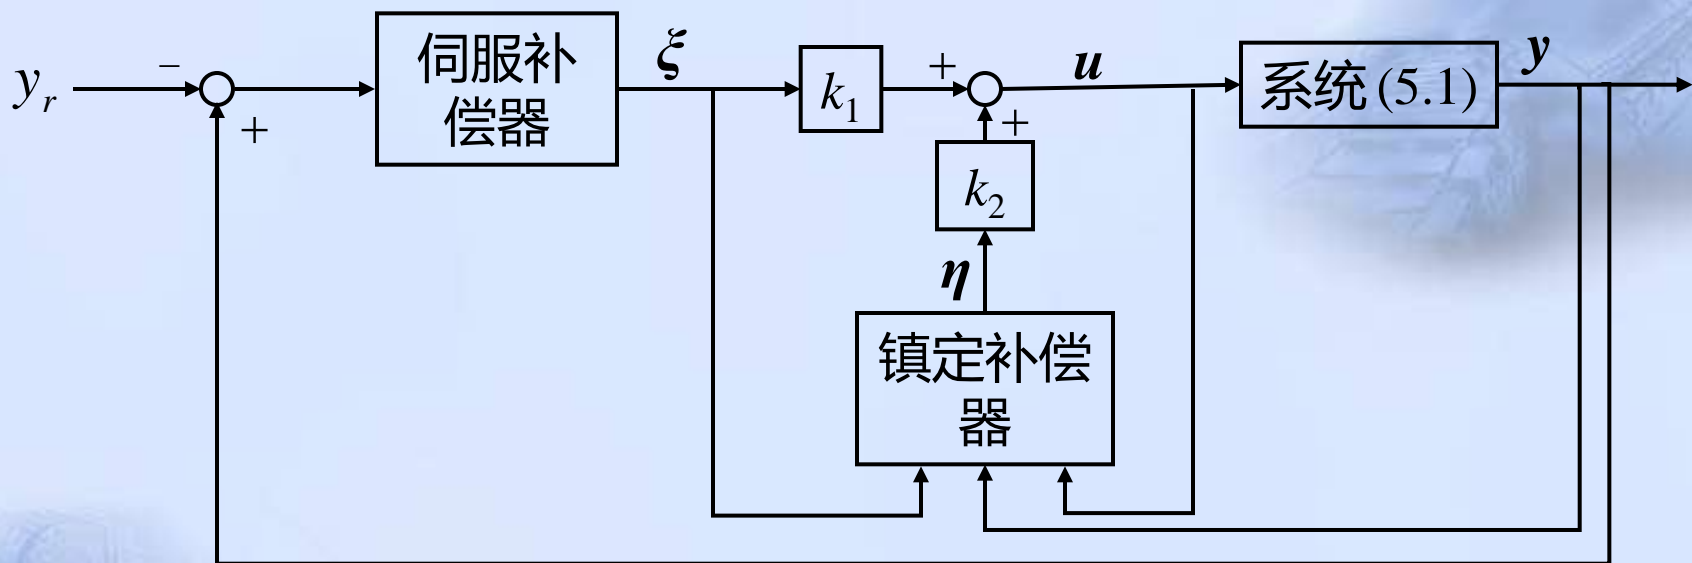 y_r
−
+
伺服补
偿器
ξ
k_1
+
+
u
系统 (5.1)
y
k_2
η
镇定补偿
器